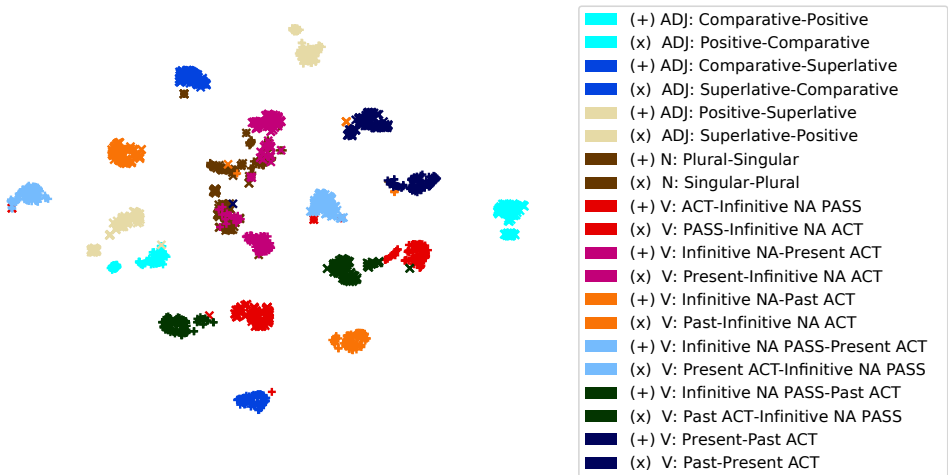 (+) ADJ: Comparative-Positive
(x) ADJ: Positive-Comparative
(+) ADJ: Comparative-Superlative
(x) ADJ: Superlative-Comparative
(+) ADJ: Positive-Superlative
(x) ADJ: Superlative-Positive
(+) N: Plural-Singular
(x) N: Singular-Plural
(+) V: ACT-Infinitive NA PASS
(x) V: PASS-Infinitive NA ACT
(+) V: Infinitive NA-Present ACT
(x) V: Present-Infinitive NA ACT
(+) V: Infinitive NA-Past ACT
(x) V: Past-Infinitive NA ACT
(+) V: Infinitive NA PASS-Present ACT
(x) V: Present ACT-Infinitive NA PASS
(+) V: Infinitive NA PASS-Past ACT
(x) V: Past ACT-Infinitive NA PASS
(+) V: Present-Past ACT
(x) V: Past-Present ACT